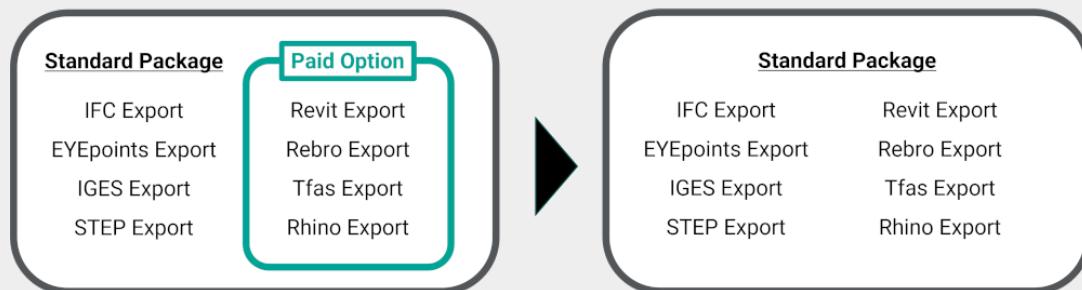 Standard Package
IFC Export
EYEpoints Export
IGES Export
STEP Export
Paid Option
Revit Export
Rebro Export
Tfas Export
Rhino Export
Standard Package
IFC Export
EYEpoints Export
IGES Export
STEP Export
Revit Export
Rebro Export
Tfas Export
Rhino Export